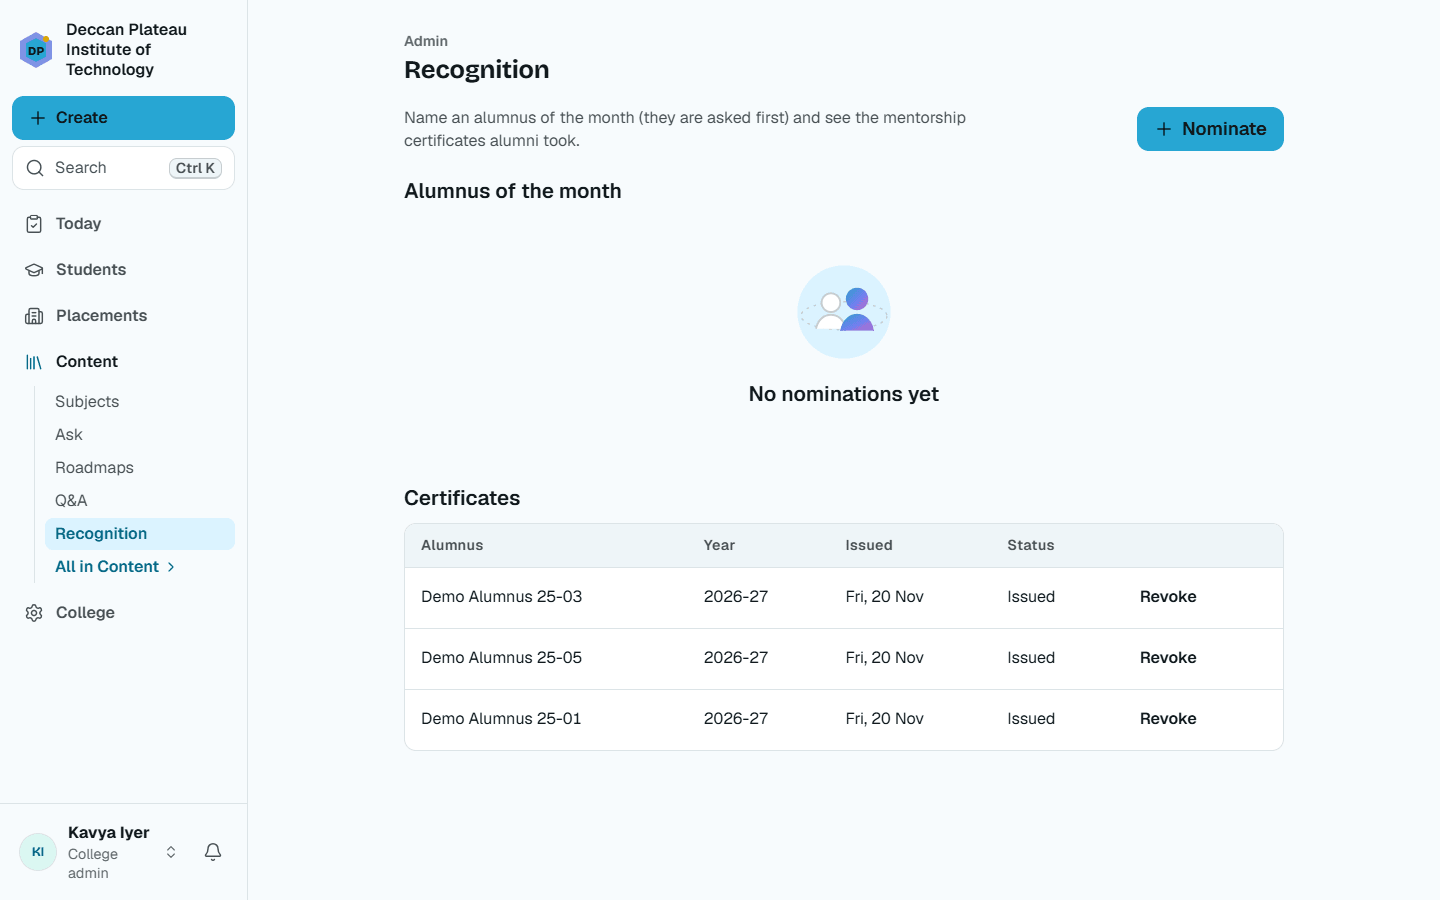 DP
Deccan Plateau
Institute of
Technology
Create
Search Ctrl K
Today
Students
Placements
Content
Subjects
Ask
Roadmaps
Q&A
Recognition
All in Content
College
KI
Kavya Iyer
College
admin
Admin
Recognition
Name an alumnus of the month (they are asked first) and see the mentorship
certificates alumni took.
Nominate
Alumnus of the month
No nominations yet
Certificates
Alumnus Year Issued Status
Demo Alumnus 25-03 2026-27 Fri, 20 Nov Issued Revoke
Demo Alumnus 25-05 2026-27 Fri, 20 Nov Issued Revoke
Demo Alumnus 25-01 2026-27 Fri, 20 Nov Issued Revoke